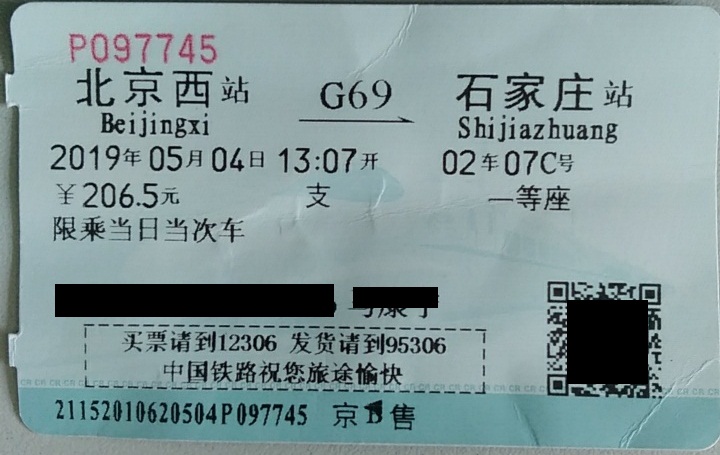 P097745
北京西站 G69 石家庄站
Beijingxi Shijiazhuang
2019年05月04日 13:07开 02车07C号
￥206.5元 支 一等座
限乘当日当次车
买票请到12306 发货请到95306
中国铁路祝您旅途愉快
21152010620504P097745 京 售